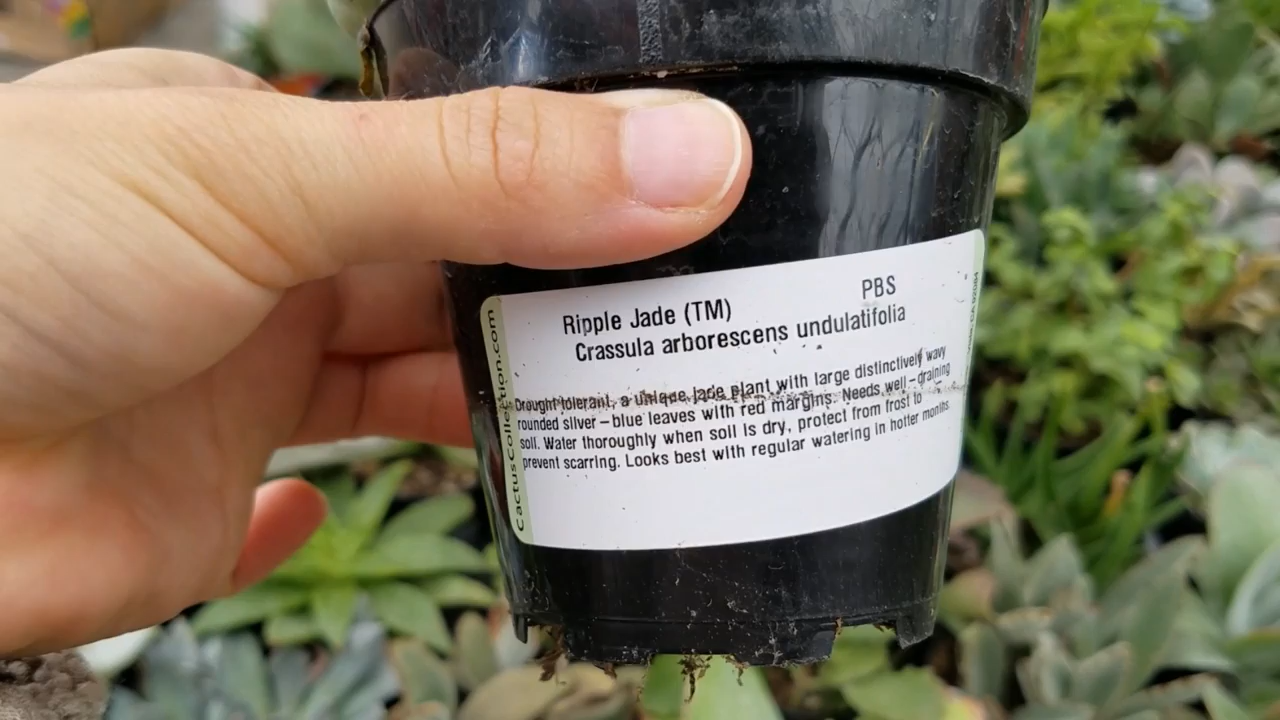 PBS
Ripple Jade (TM)
Crassula arborescens undulatifolia
Drought tolerant, a unique jade plant with large distinctively wavy
rounded silver-blue leaves with red margins. Needs well-draining
soil. Water thoroughly when soil is dry, protect from frost to
prevent scarring. Looks best with regular watering in hotter months.
CactusCollection.com